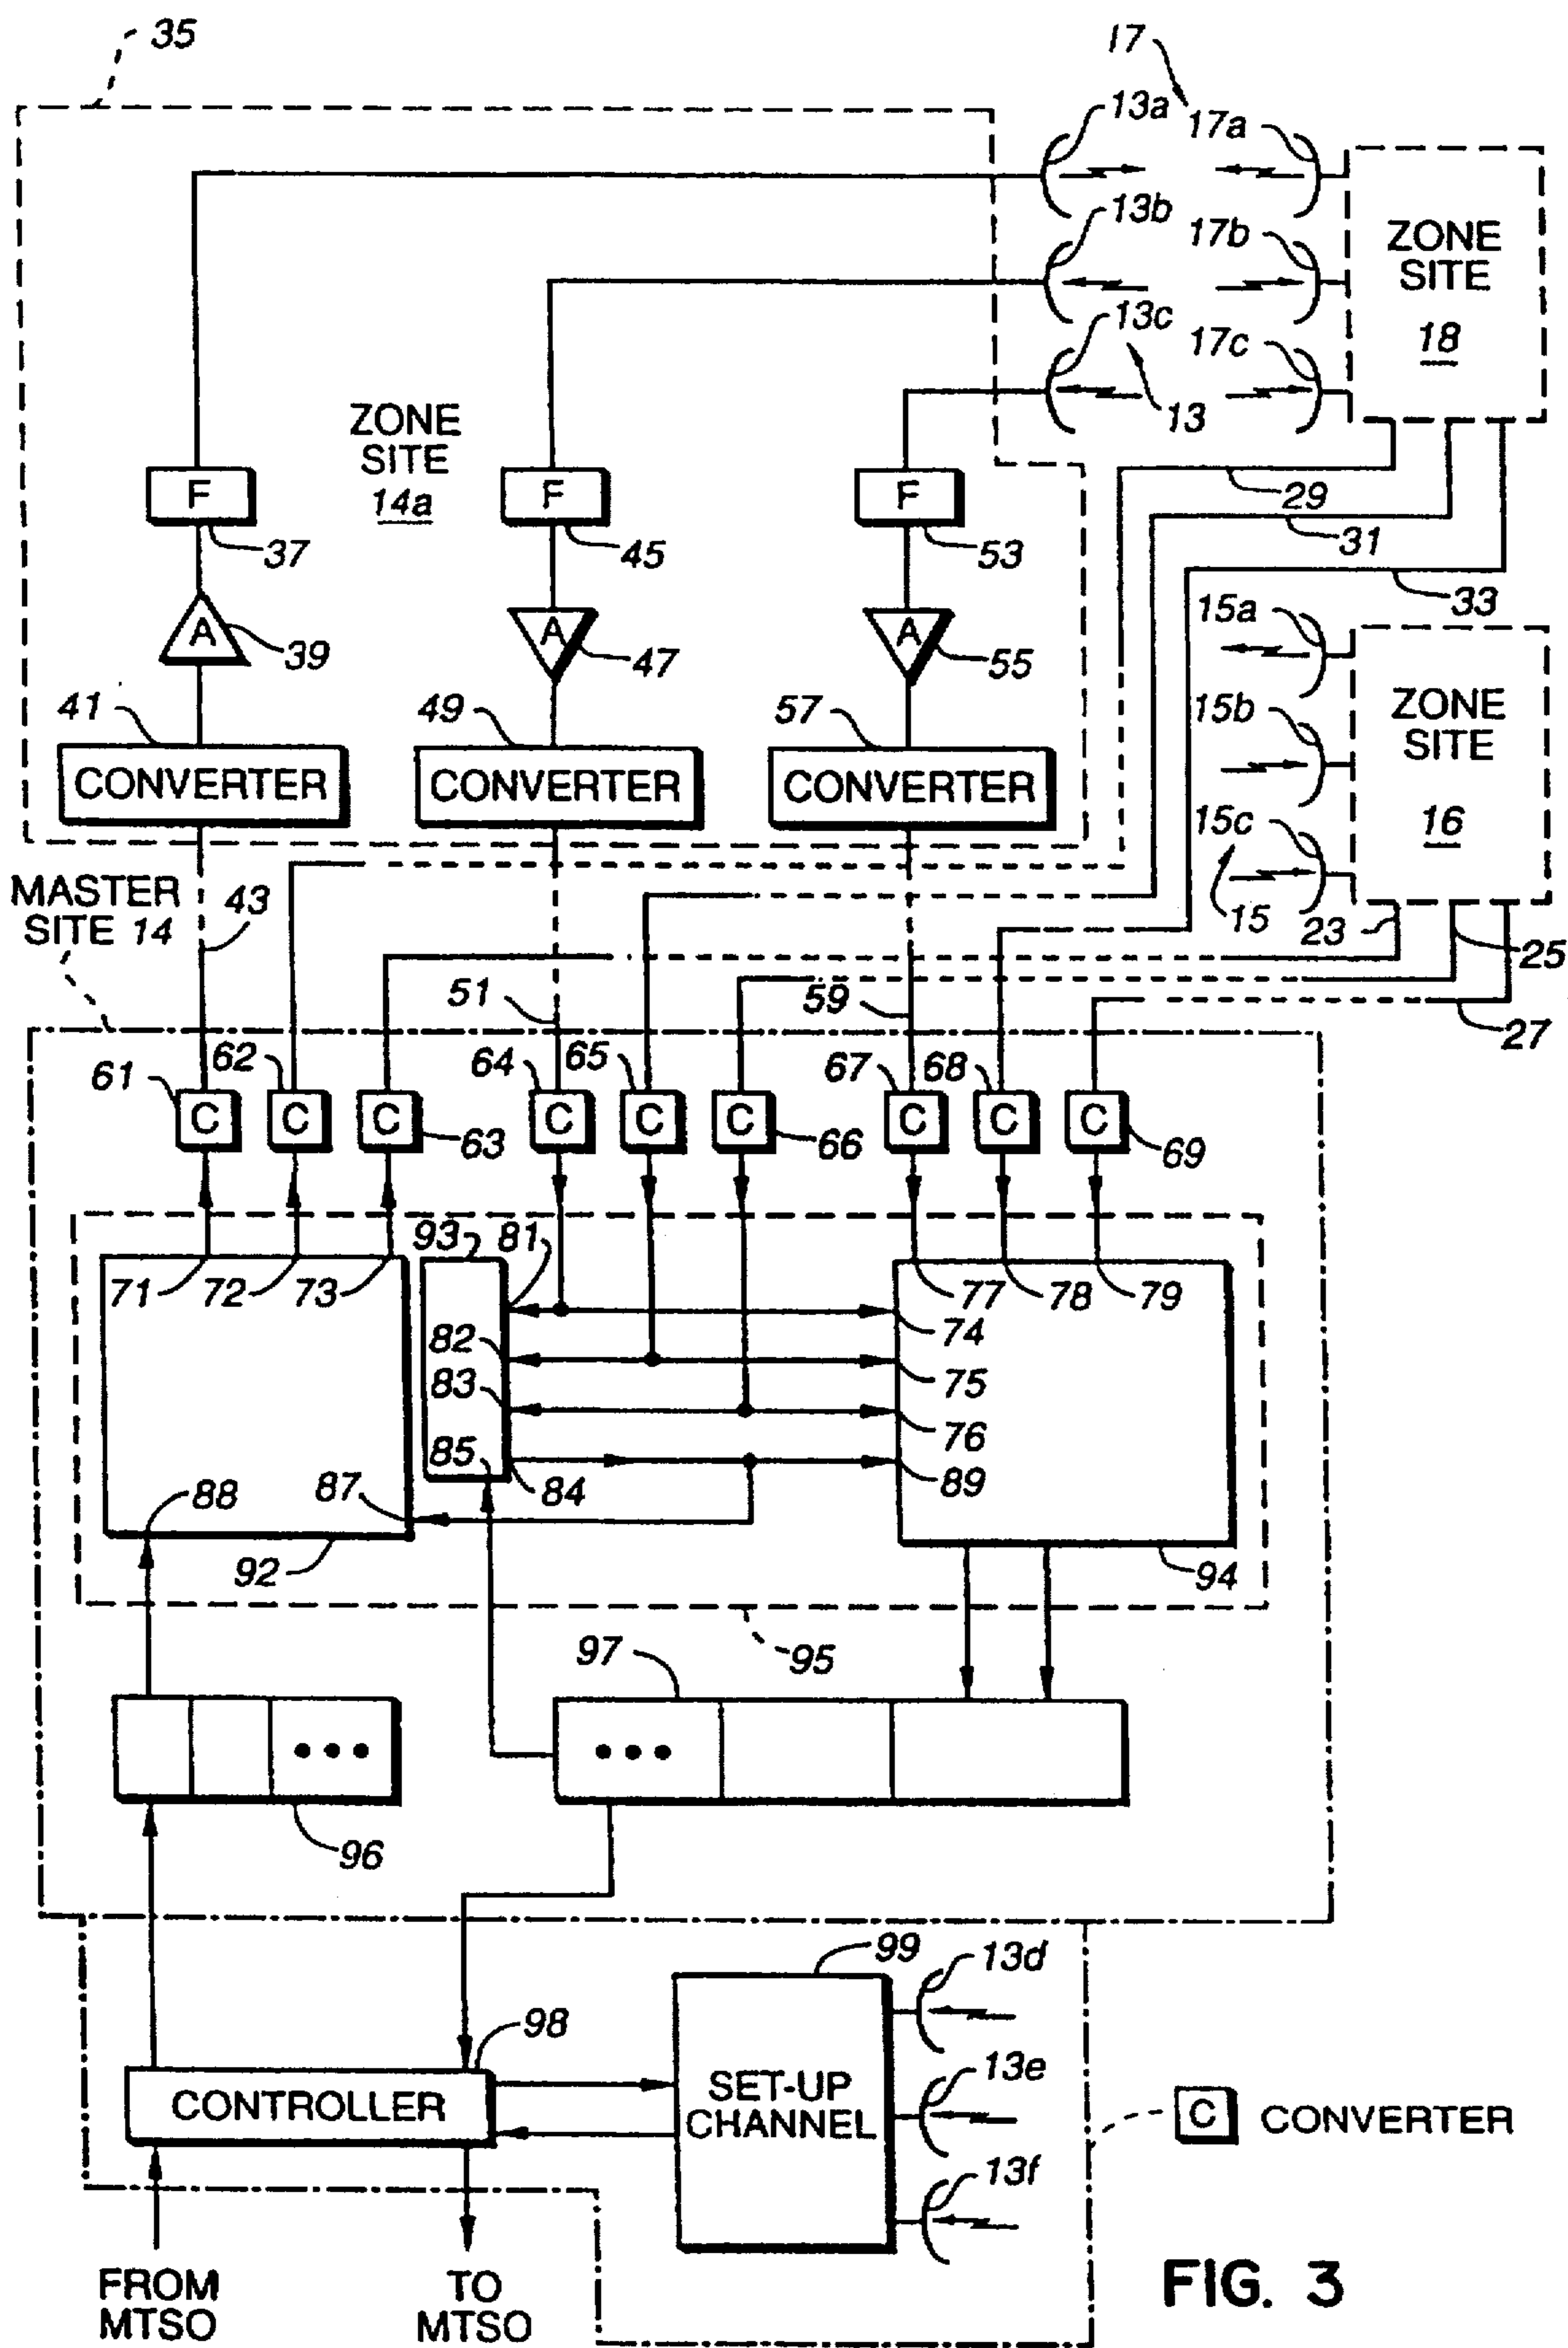 35
17
13a
17a
13b
17b
13c
17c
13
ZONE
SITE
18
ZONE
SITE
14a
F
F
F
37
45
53
29
31
33
A
A
A
39
47
55
15a
15b
15c
15
ZONE
SITE
16
41
49
57
CONVERTER
CONVERTER
CONVERTER
MASTER
SITE 14
43
51
59
23
25
27
61
62
63
64
65
66
67
68
69
C
C
C
C
C
C
C
C
C
93
81
71
72
73
77
78
79
74
82
75
83
76
85
84
89
88
87
92
94
95
97
96
99
13d
98
13e
CONTROLLER
SET-UP
CHANNEL
13f
C
CONVERTER
FROM
MTSO
TO
MTSO
FIG. 3